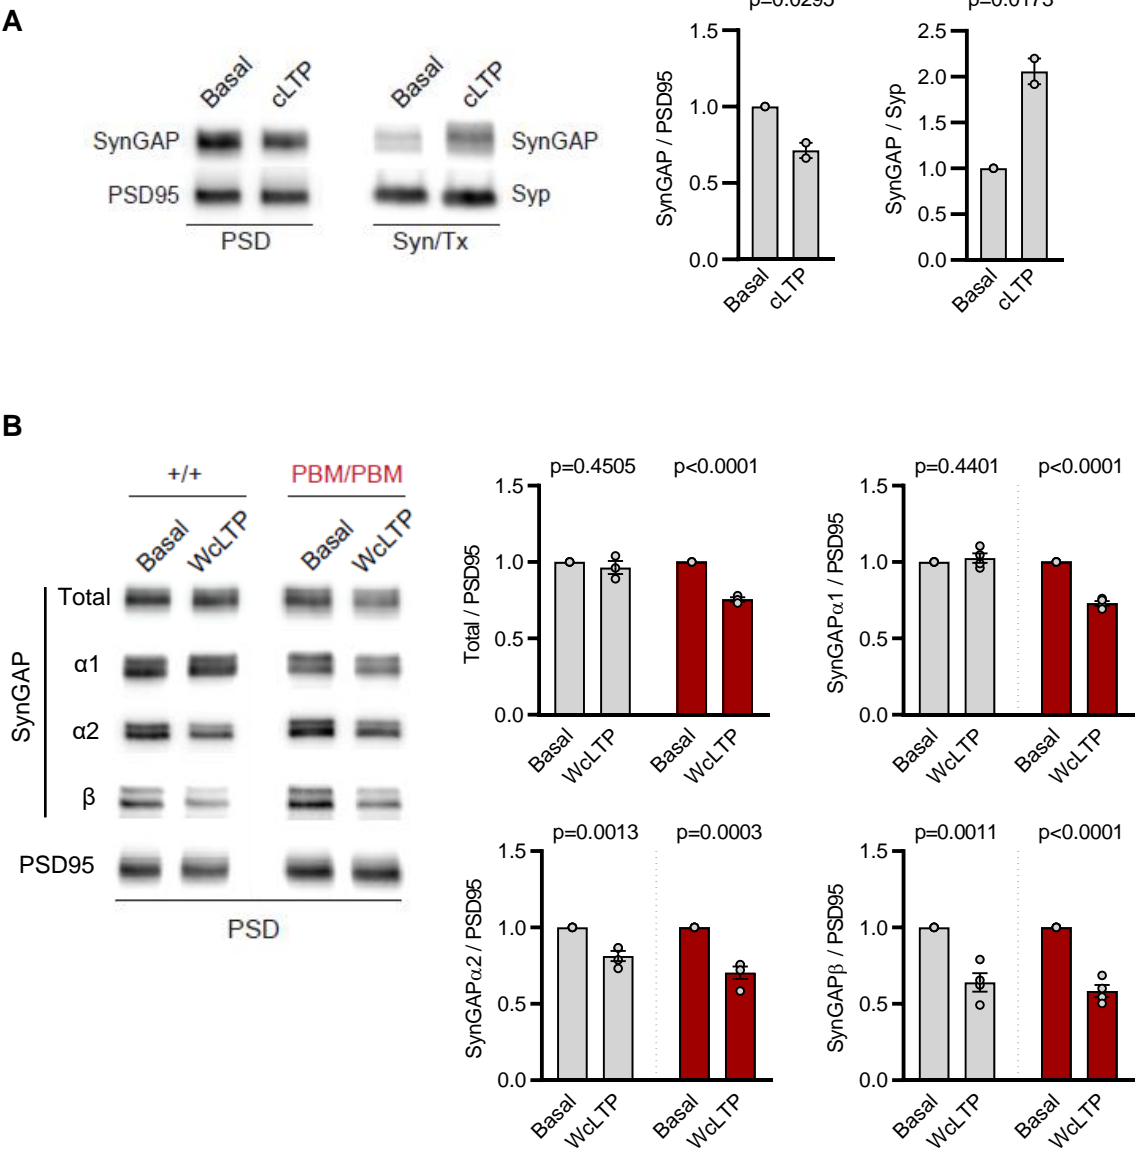 A
p=0.0295
p=0.0173
Basal
cLTP
Basal
cLTP
SynGAP
SynGAP
PSD95
Syp
PSD
Syn/Tx
SynGAP / PSD95
1.5
1.0
0.5
0.0
Basal
cLTP
SynGAP / Syp
2.5
2.0
1.5
1.0
0.5
0.0
Basal
cLTP
B
+/+
PBM/PBM
Basal
WcLTP
Basal
WcLTP
SynGAP
Total
α1
α2
β
PSD95
PSD
p=0.4505
p<0.0001
Total / PSD95
1.5
1.0
0.5
0.0
Basal
WcLTP
Basal
WcLTP
p=0.4401
p<0.0001
SynGAPα1 / PSD95
1.5
1.0
0.5
0.0
Basal
WcLTP
Basal
WcLTP
p=0.0013
p=0.0003
SynGAPα2 / PSD95
1.5
1.0
0.5
0.0
Basal
WcLTP
Basal
WcLTP
p=0.0011
p<0.0001
SynGAPβ / PSD95
1.5
1.0
0.5
0.0
Basal
WcLTP
Basal
WcLTP